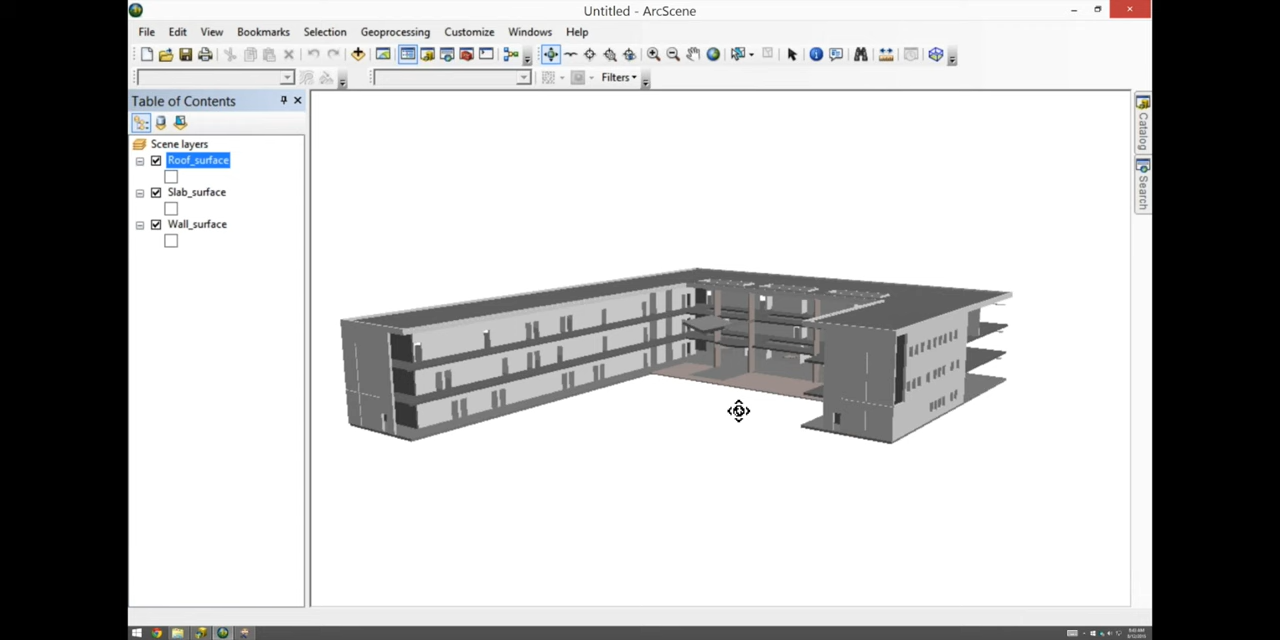 Untitled - ArcScene
File Edit View Bookmarks Selection Geoprocessing Customize Windows Help
Filters
Table of Contents
Scene layers
Roof_surface
Slab_surface
Wall_surface
Catalog
Search